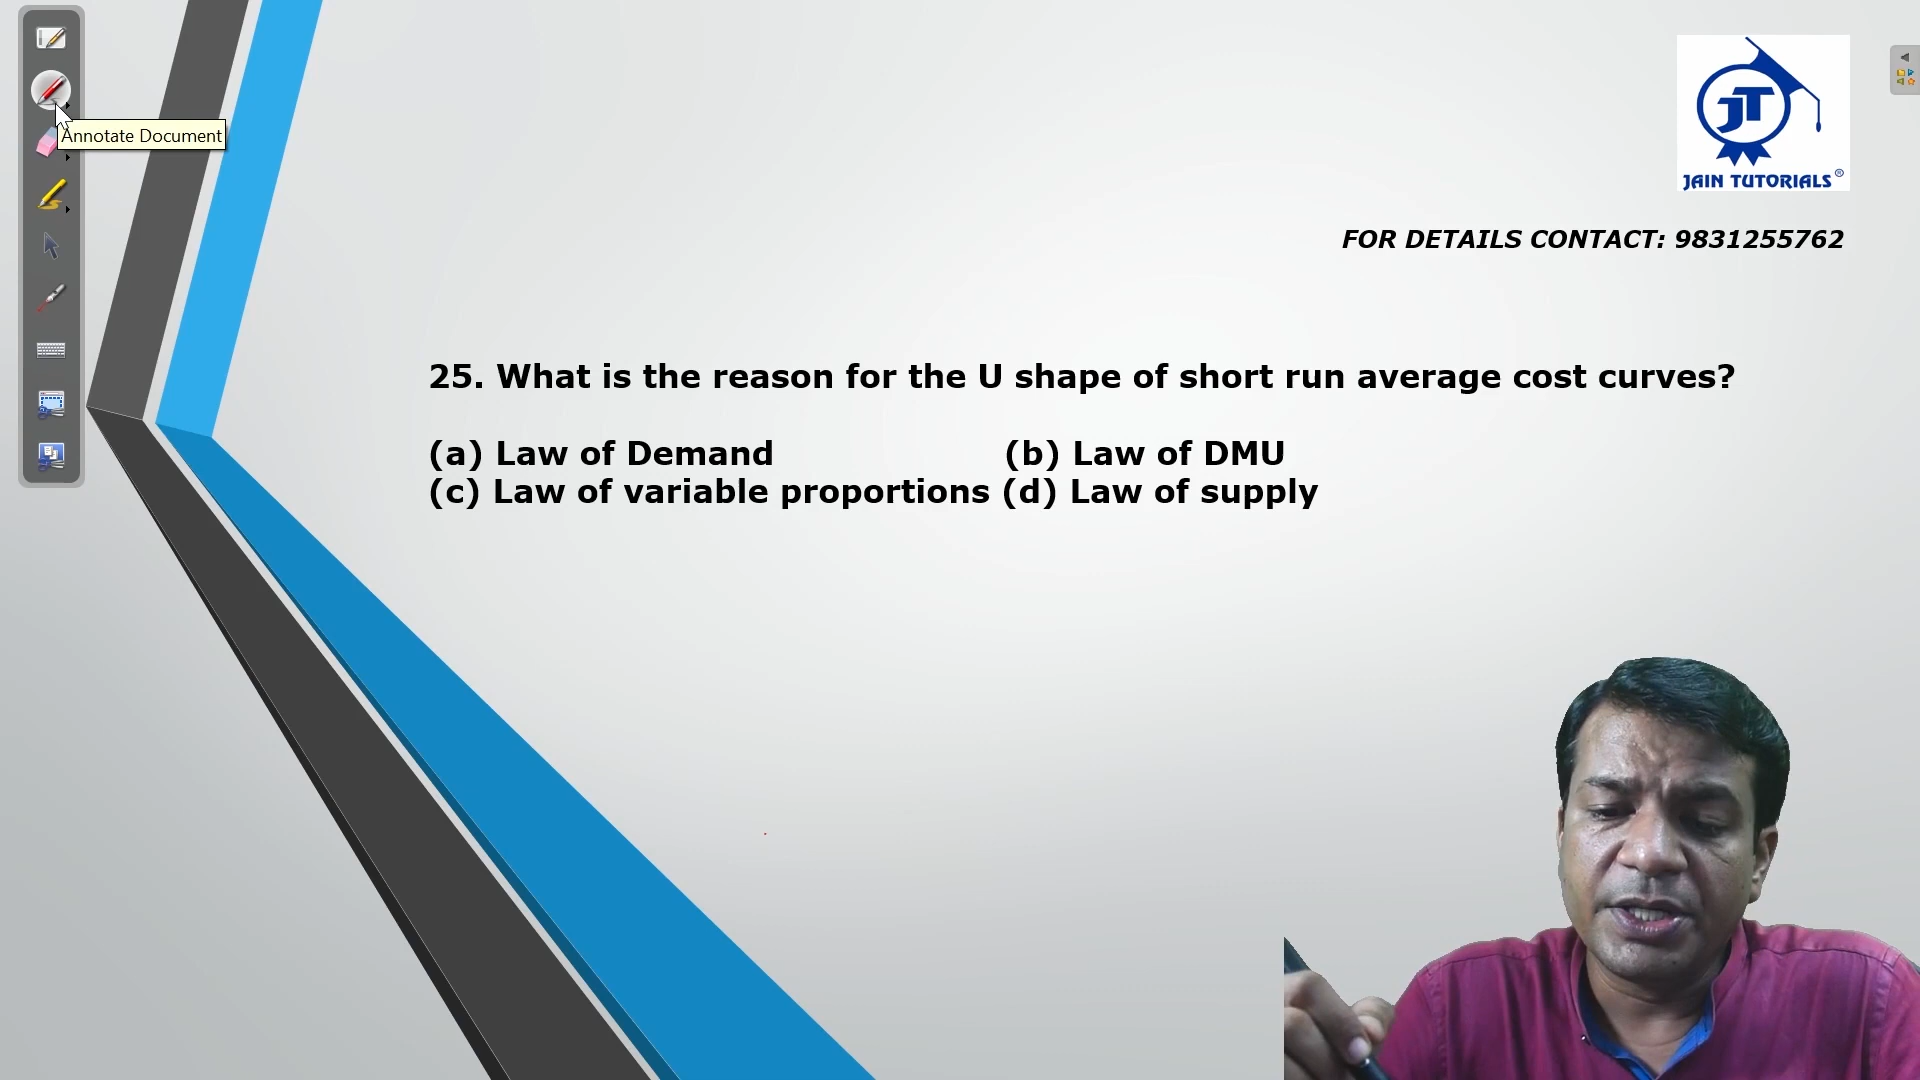 Annotate Document
JT
JAIN TUTORIALS®
FOR DETAILS CONTACT: 9831255762
25. What is the reason for the U shape of short run average cost curves?
(a) Law of Demand (b) Law of DMU
(c) Law of variable proportions (d) Law of supply